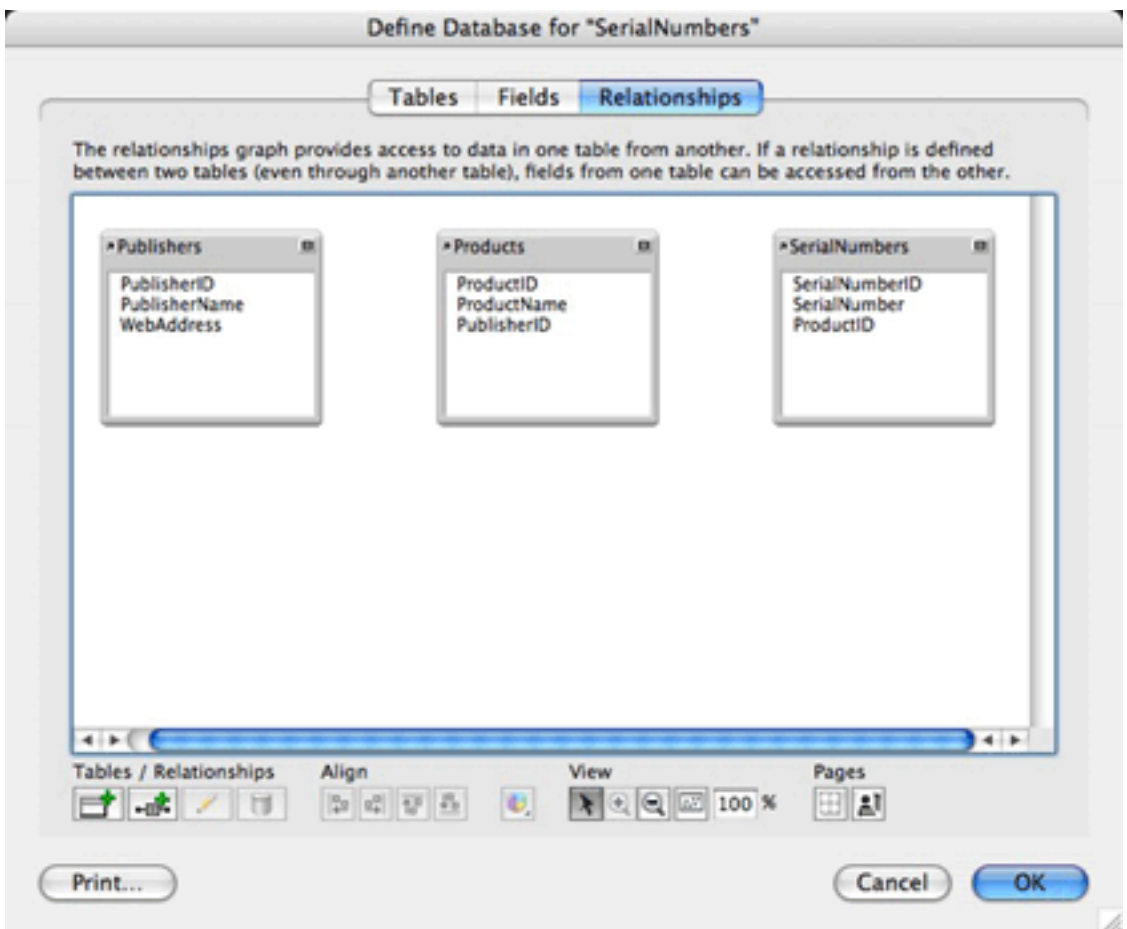 Define Database for "SerialNumbers"
Tables Fields Relationships
The relationships graph provides access to data in one table from another. If a relationship is defined
between two tables (even through another table), fields from one table can be accessed from the other.
Publishers
PublisherID
PublisherName
WebAddress
Products
ProductID
ProductName
PublisherID
SerialNumbers
SerialNumberID
SerialNumber
ProductID
Tables / Relationships Align View Pages
100 %
Print... Cancel OK